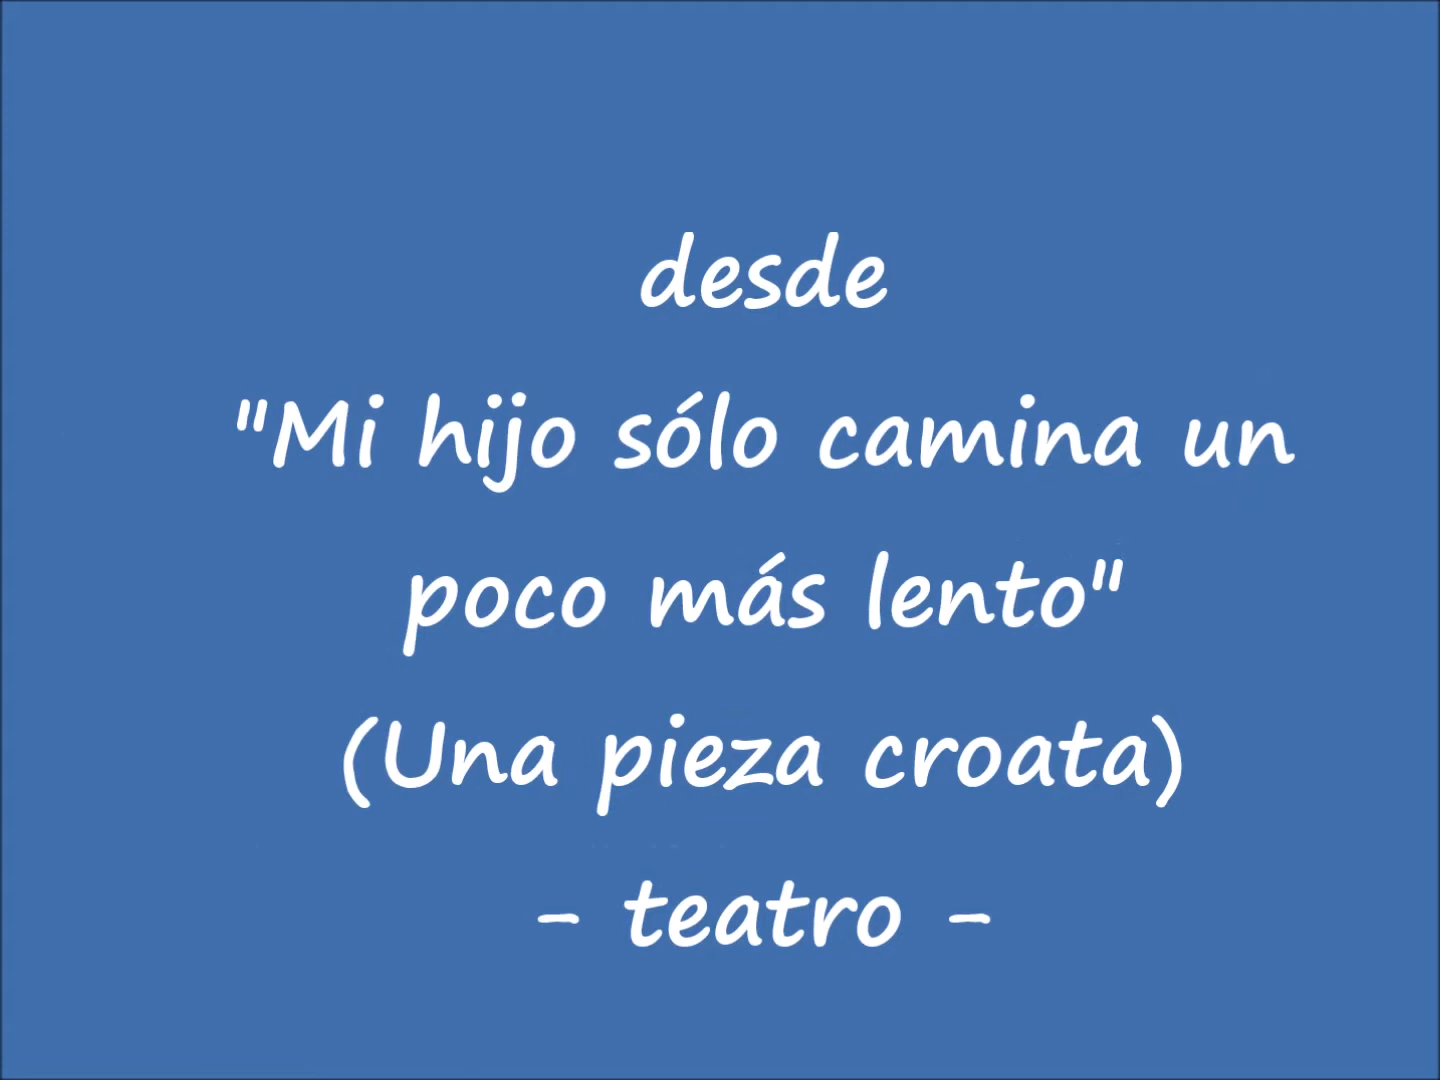 desde
"Mi hijo sólo camina un
poco más lento"
(Una pieza croata)
- teatro -